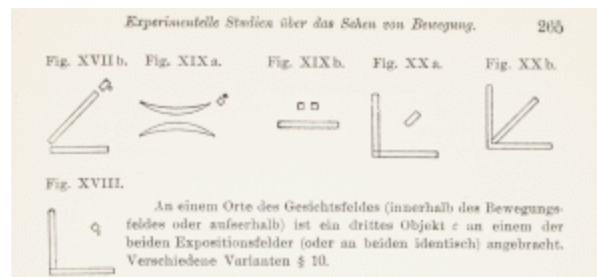 Experimentelle Studien über das Sehen von Bewegung. 265
Fig. XVII b. Fig. XIX a. Fig. XIX b. Fig. XX a. Fig. XX b.
Fig. XVIII.
An einem Orte des Gesichtsfeldes (innerhalb des Bewegungs-
feldes oder aufserhalb) ist ein drittes Objekt c an einem der
beiden Expositionsfelder (oder an beiden identisch) angebracht.
Verschiedene Varianten § 10.